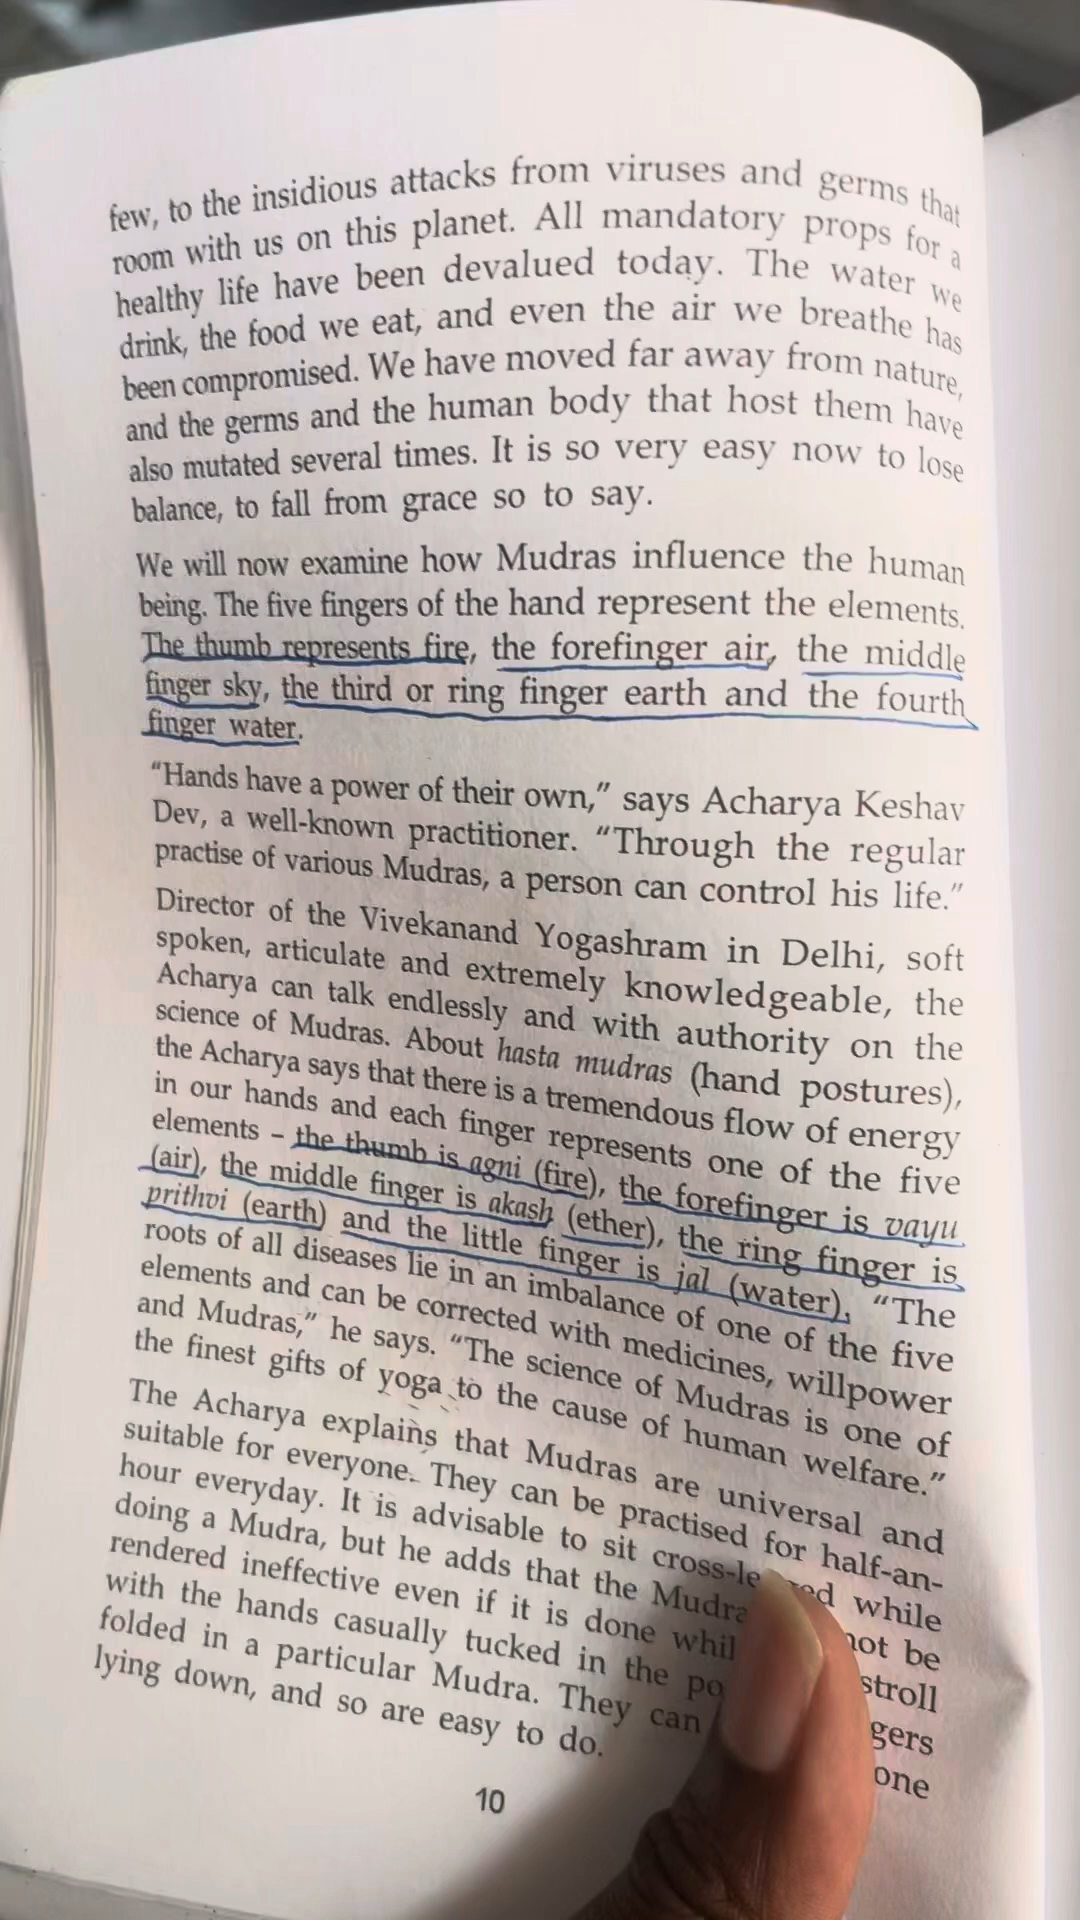 few, to the insidious attacks from viruses and germs that
room with us on this planet. All mandatory props for a
healthy life have been devalued today. The water we
drink, the food we eat, and even the air we breathe has
been compromised. We have moved far away from nature,
and the germs and the human body that host them have
also mutated several times. It is so very easy now to lose
balance, to fall from grace so to say.
We will now examine how Mudras influence the human
being. The five fingers of the hand represent the elements.
The thumb represents fire, the forefinger air, the middle
finger sky, the third or ring finger earth and the fourth
finger water.
“Hands have a power of their own,” says Acharya Keshav
Dev, a well-known practitioner. “Through the regular
practise of various Mudras, a person can control his life.”
Director of the Vivekanand Yogashram in Delhi, soft
spoken, articulate and extremely knowledgeable, the
Acharya can talk endlessly and with authority on the
science of Mudras. About hasta mudras (hand postures),
the Acharya says that there is a tremendous flow of energy
in our hands and each finger represents one of the five
elements – the thumb is agni (fire), the forefinger is vayu
(air), the middle finger is akash (ether), the ring finger is
prithvi (earth) and the little finger is jal (water). “The
roots of all diseases lie in an imbalance of one of the five
elements and can be corrected with medicines, willpower
and Mudras,” he says. “The science of Mudras is one of
the finest gifts of yoga to the cause of human welfare.”
The Acharya explains that Mudras are universal and
suitable for everyone. They can be practised for half-an-
hour everyday. It is advisable to sit while
doing a Mudra, but he adds that the not be
rendered ineffective even if it is done stroll
with the hands casually tucked in the
folded in a particular Mudra. They can one
lying down, and so are easy to do.
10